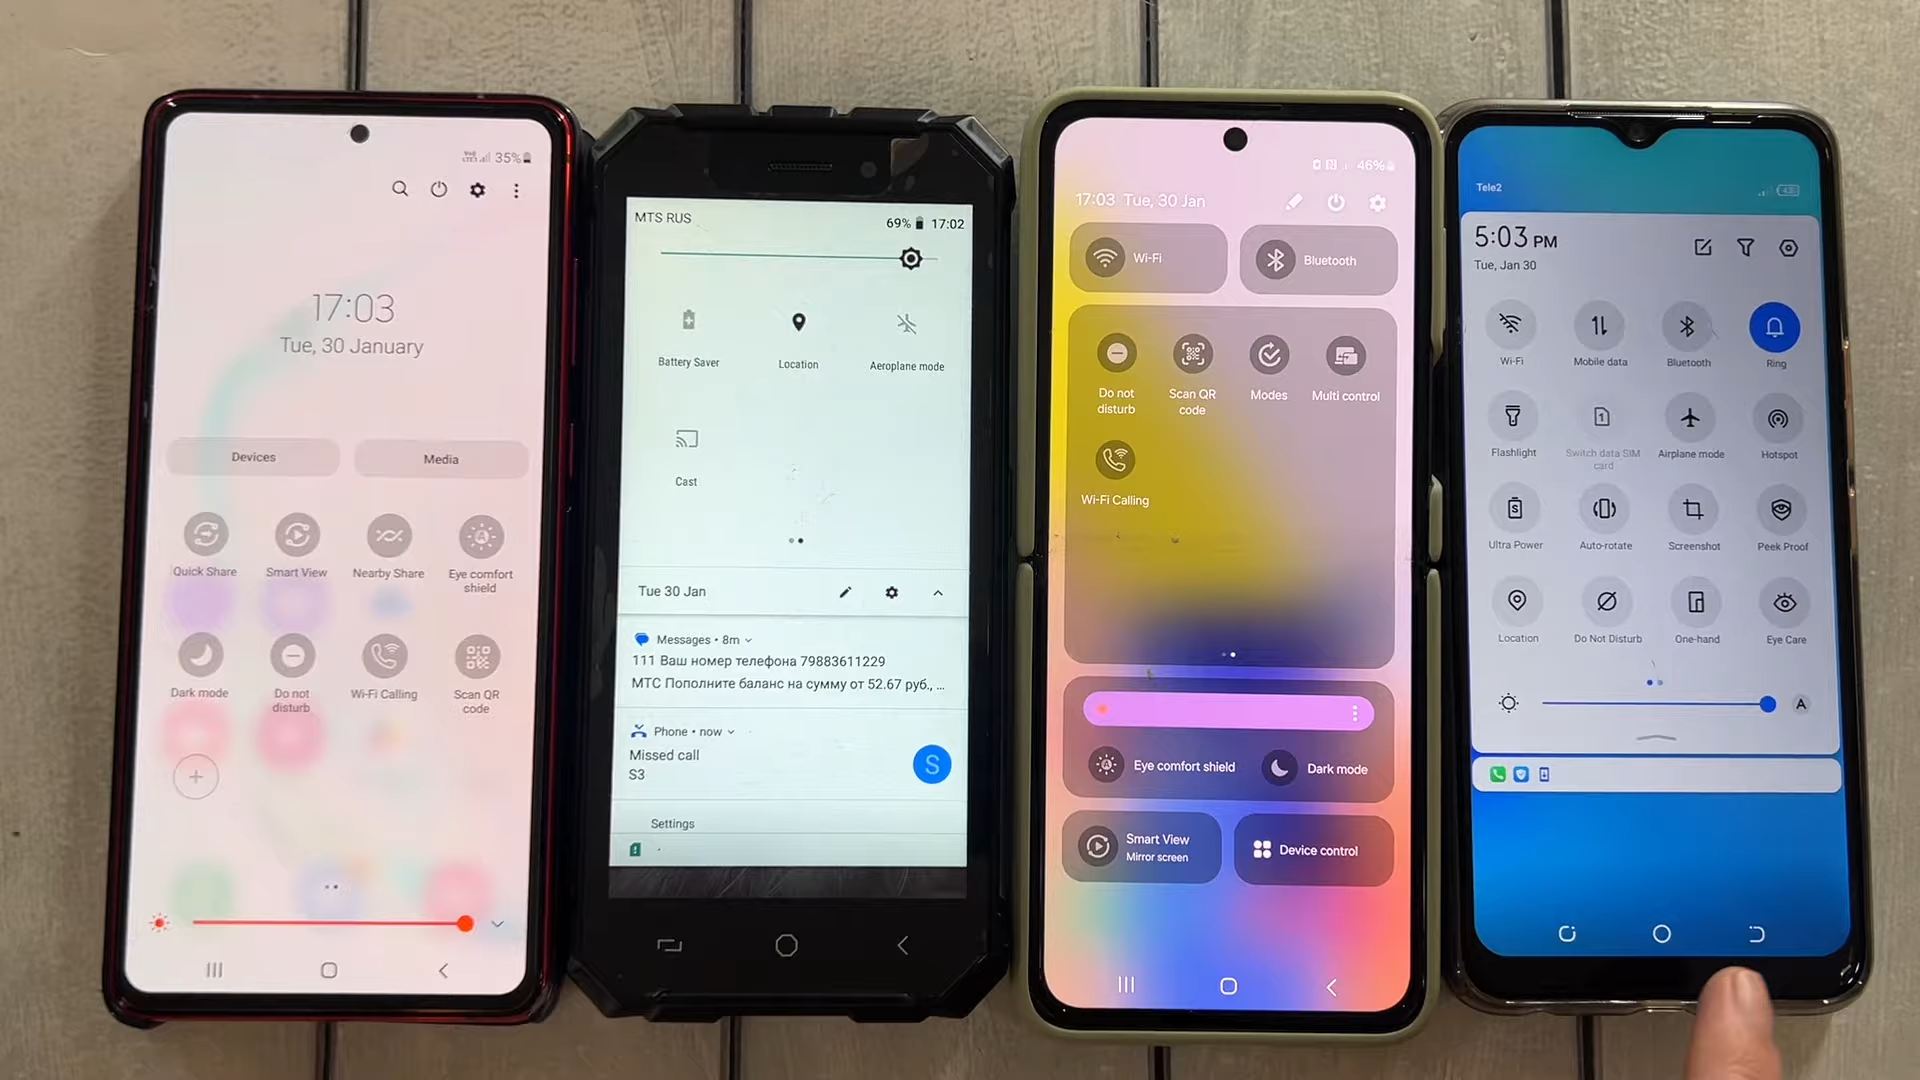 35%
17:03
Tue, 30 January
Devices
Media
Quick Share
Smart View
Nearby Share
Eye comfort
shield
Dark mode
Do not
disturb
Wi-Fi Calling
Scan QR
code
MTS RUS
69% 17:02
Battery Saver
Location
Aeroplane mode
Cast
Tue 30 Jan
Messages • 8m
111 Ваш номер телефона 79883611229
МТС Пополните баланс на сумму от 52.67 руб., ...
Phone • now
Missed call
S3
S
Settings
46%
17:03 Tue, 30 Jan
Wi-Fi
Bluetooth
Do not
disturb
Scan QR
code
Modes
Multi control
Wi-Fi Calling
Eye comfort shield
Dark mode
Smart View
Mirror screen
Device control
Tele2
5:03 PM
Tue, Jan 30
Wi-Fi
Mobile data
Bluetooth
Ring
Flashlight
Switch data SIM
card
Airplane mode
Hotspot
Ultra Power
Auto-rotate
Screenshot
Peek Proof
Location
Do Not Disturb
One-hand
Eye Care
A